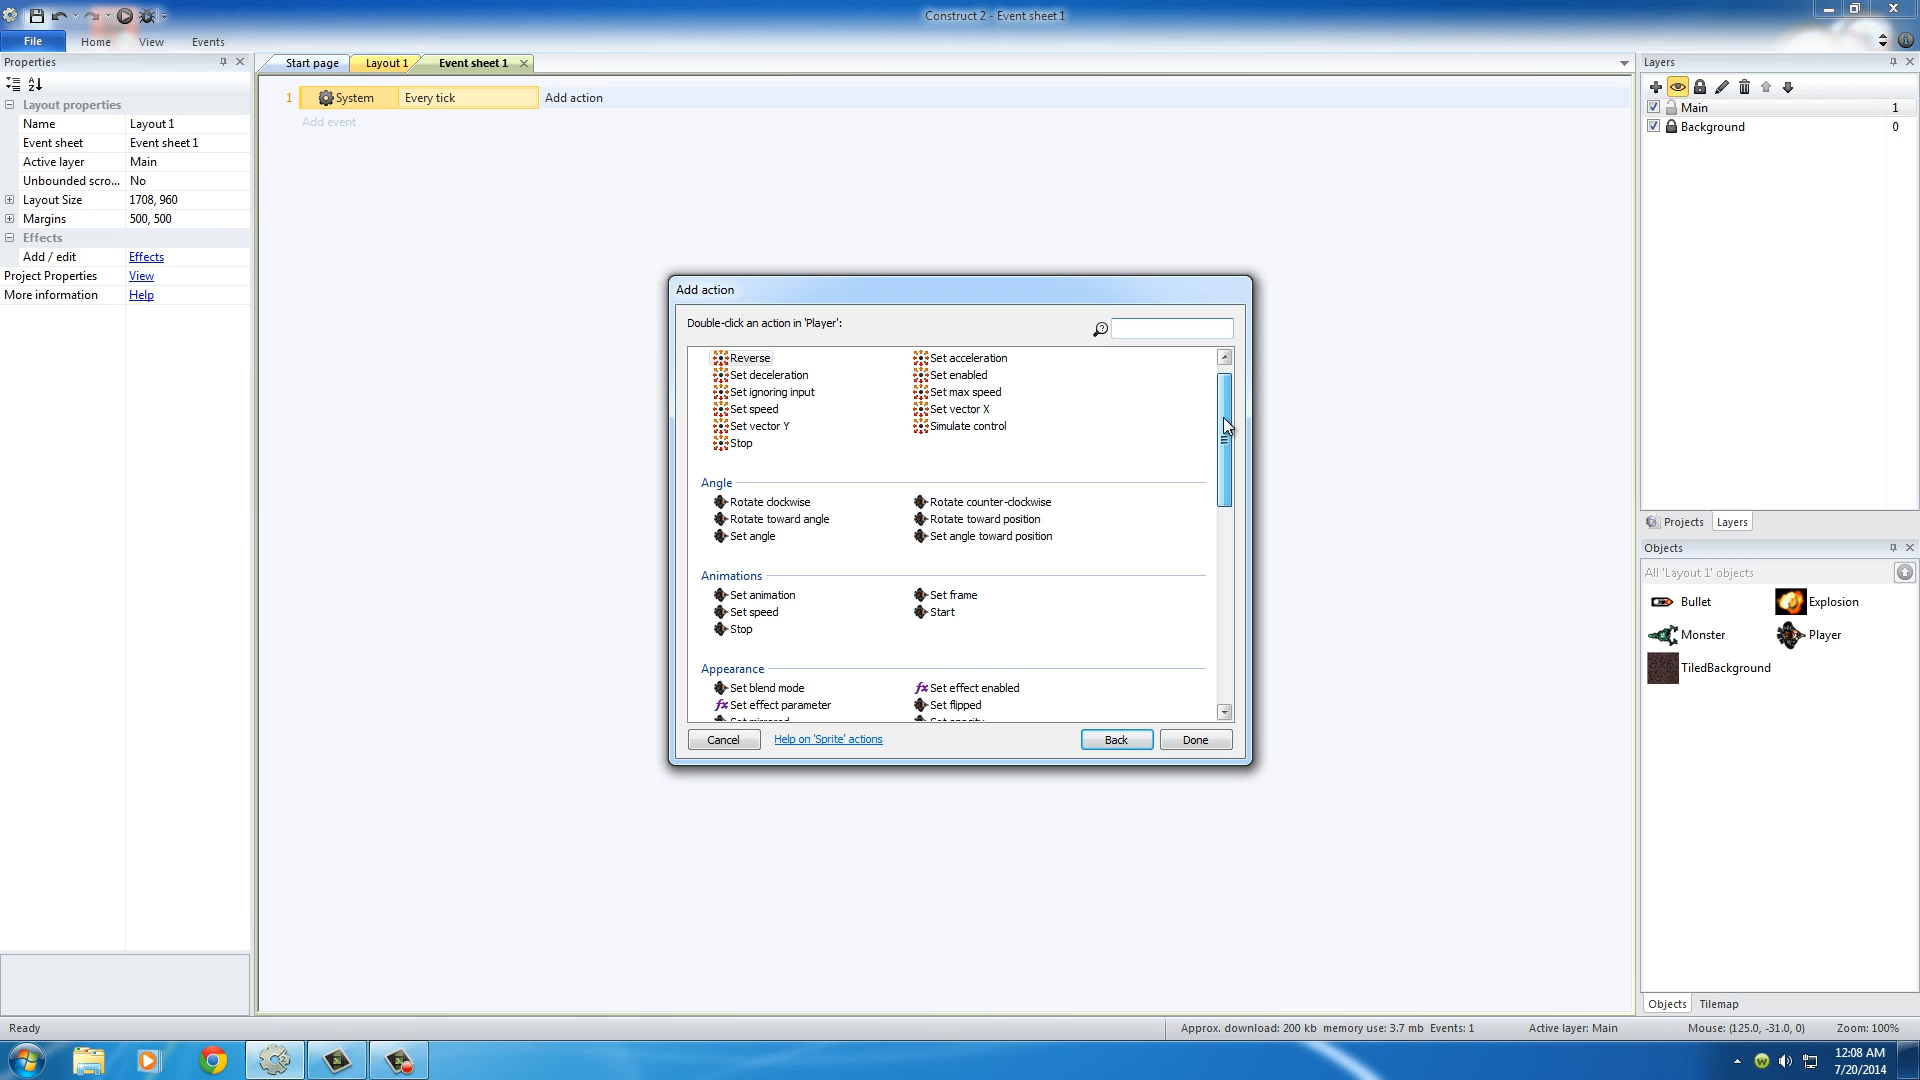 Construct 2 - Event sheet 1
File Home View Events
Properties
Start page Layout 1 Event sheet 1
Layers
Layout properties
Name Layout 1
Event sheet Event sheet 1
Active layer Main
Unbounded scro... No
Layout Size 1708, 960
Margins 500, 500
Effects
Add / edit Effects
Project Properties View
More information Help
1 System Every tick Add action
Add event
Add action
Double-click an action in 'Player':
Reverse Set acceleration
Set deceleration Set enabled
Set ignoring input Set max speed
Set speed Set vector X
Set vector Y Simulate control
Stop
Angle
Rotate clockwise Rotate counter-clockwise
Rotate toward angle Rotate toward position
Set angle Set angle toward position
Animations
Set animation Set frame
Set speed Start
Stop
Appearance
Set blend mode Set effect enabled
Set effect parameter Set flipped
Set mirrored Set opacity
Cancel Help on 'Sprite' actions Back Done
Main 1
Background 0
Projects Layers
Objects
All 'Layout 1' objects
Bullet Explosion
Monster Player
TiledBackground
Objects Tilemap
Ready Approx. download: 200 kb memory use: 3.7 mb Events: 1 Active layer: Main Mouse: (125.0, -31.0, 0) Zoom: 100%
12:08 AM
7/20/2014